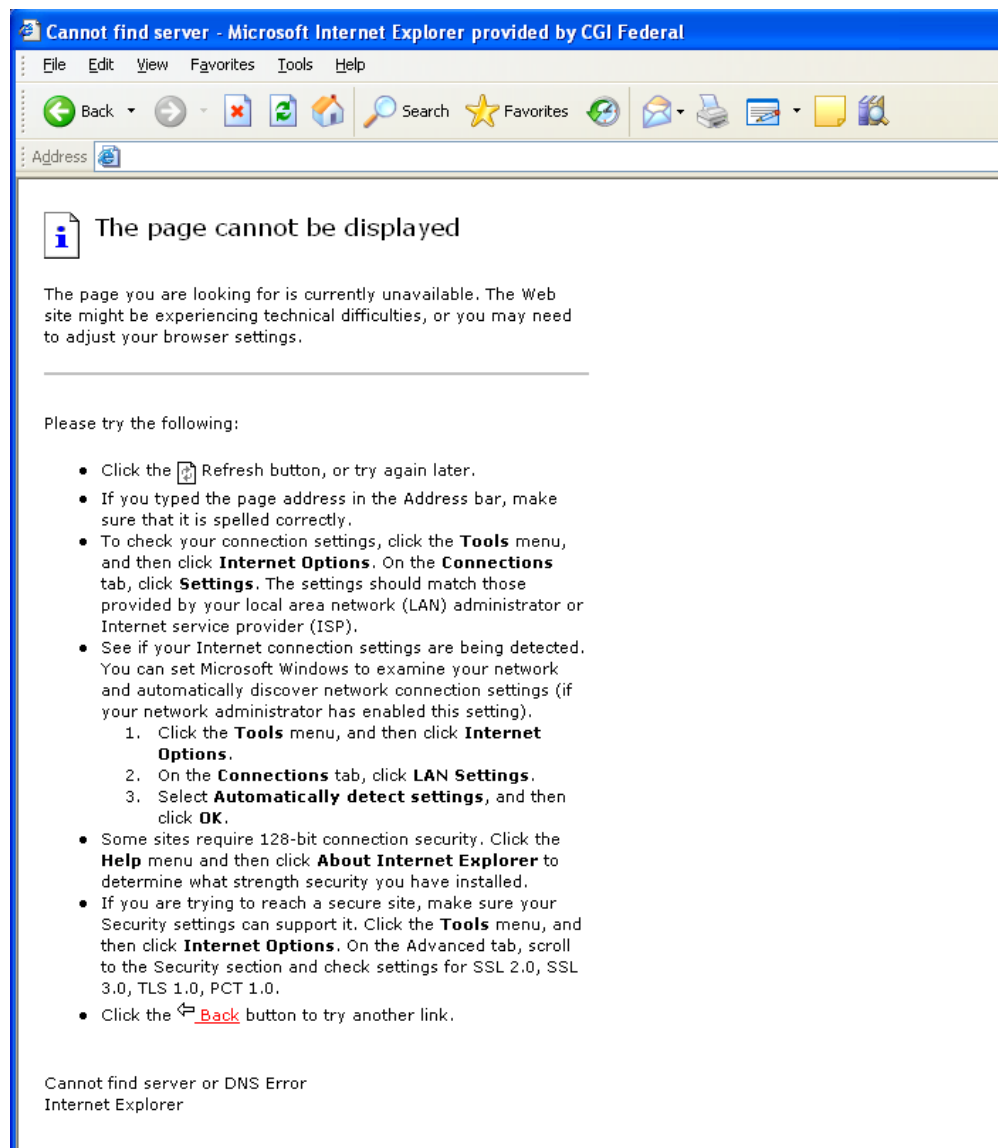 Cannot find server - Microsoft Internet Explorer provided by CGI Federal
File Edit View Favorites Tools Help
Back Search Favorites
Address
The page cannot be displayed
The page you are looking for is currently unavailable. The Web
site might be experiencing technical difficulties, or you may need
to adjust your browser settings.
Please try the following:
• Click the Refresh button, or try again later.
• If you typed the page address in the Address bar, make
sure that it is spelled correctly.
• To check your connection settings, click the Tools menu,
and then click Internet Options. On the Connections
tab, click Settings. The settings should match those
provided by your local area network (LAN) administrator or
Internet service provider (ISP).
• See if your Internet connection settings are being detected.
You can set Microsoft Windows to examine your network
and automatically discover network connection settings (if
your network administrator has enabled this setting).
1. Click the Tools menu, and then click Internet
Options.
2. On the Connections tab, click LAN Settings.
3. Select Automatically detect settings, and then
click OK.
• Some sites require 128-bit connection security. Click the
Help menu and then click About Internet Explorer to
determine what strength security you have installed.
• If you are trying to reach a secure site, make sure your
Security settings can support it. Click the Tools menu, and
then click Internet Options. On the Advanced tab, scroll
to the Security section and check settings for SSL 2.0, SSL
3.0, TLS 1.0, PCT 1.0.
• Click the Back button to try another link.
Cannot find server or DNS Error
Internet Explorer